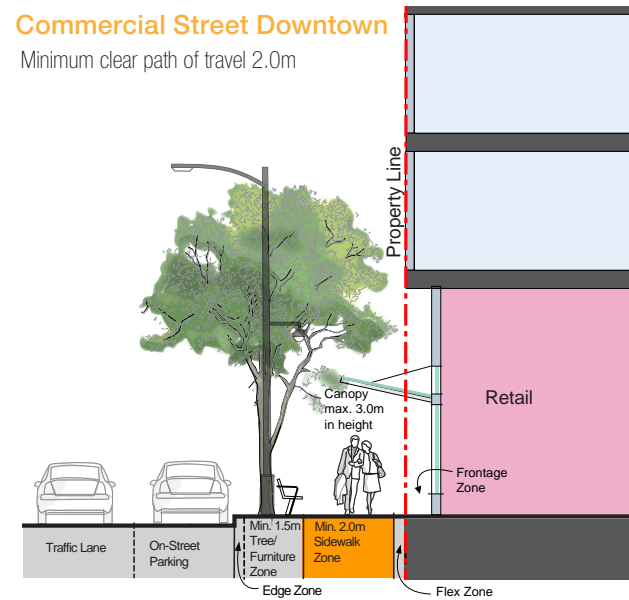 Commercial Street Downtown
Minimum clear path of travel 2.0m
Property Line
Canopy
max. 3.0m
in height
Retail
Frontage
Zone
Traffic Lane
On-Street
Parking
Min. 1.5m
Tree/
Furniture
Zone
Min. 2.0m
Sidewalk
Zone
Edge Zone
Flex Zone